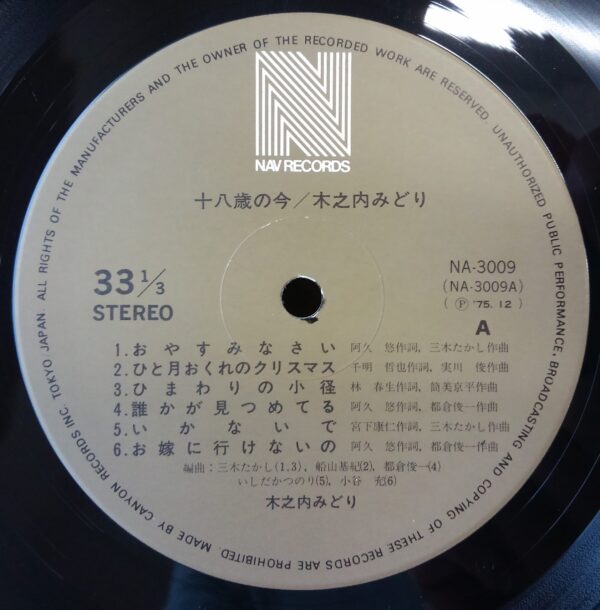 MADE BY CANYON RECORDS INC. TOKYO JAPAN. ALL RIGHTS OF THE MANUFACTURERS AND THE OWNER OF THE RECORDED WORK ARE RESERVED. UNAUTHORIZED PUBLIC PERFORMANCE, BROADCASTING AND COPYING OF THESE RECORDS ARE PROHIBITED.
N
NAV RECORDS
十八歳の今/木之内みどり
33 1/3
STEREO
NA-3009
(NA-3009A)
(Ⓟ '75.12)
A
1.おやすみなさい 阿久 悠作詞、三木たかし作曲
2.ひと月おくれのクリスマス 千明 哲也作詞、実川 俊作曲
3.ひまわりの小径 林 春生作詞、筒美京平作曲
4.誰かが見つめてる 阿久 悠作詞、都倉俊一作曲
5.いかないで 宮下康仁作詞、三木たかし作曲
6.お嫁に行けないの 阿久 悠作詞、都倉俊一作曲
編曲:三木たかし(1.3)、船山基紀(2)、都倉俊一(4)
いしだかつのり(5)、小谷 充(6)
木之内みどり